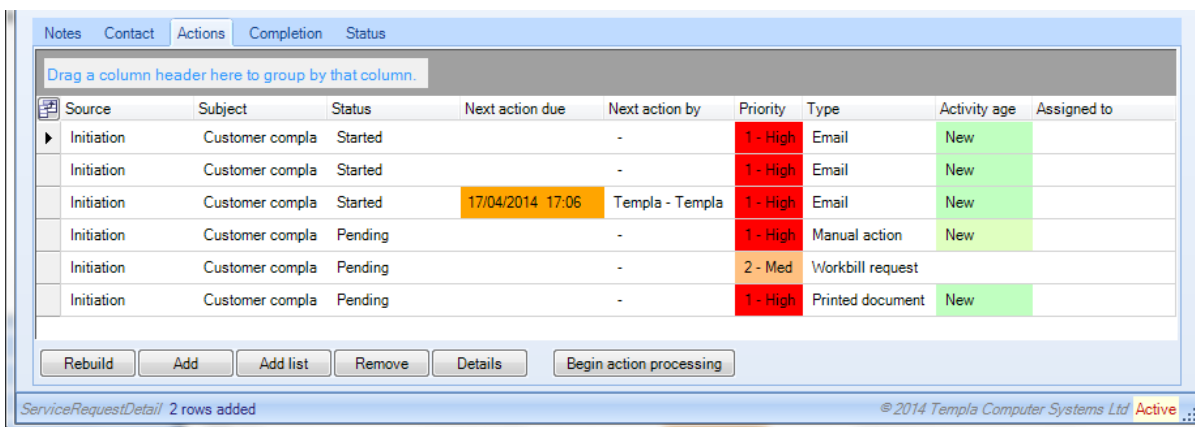 Notes Contact Actions Completion Status
Drag a column header here to group by that column.
Source Subject Status Next action due Next action by Priority Type Activity age Assigned to
Initiation Customer compla Started - 1 - High Email New
Initiation Customer compla Started - 1 - High Email New
Initiation Customer compla Started 17/04/2014 17:06 Templa - Templa 1 - High Email New
Initiation Customer compla Pending - 1 - High Manual action New
Initiation Customer compla Pending - 2 - Med Workbill request
Initiation Customer compla Pending - 1 - High Printed document New
Rebuild Add Add list Remove Details Begin action processing
ServiceRequestDetail 2 rows added © 2014 Templa Computer Systems Ltd Active